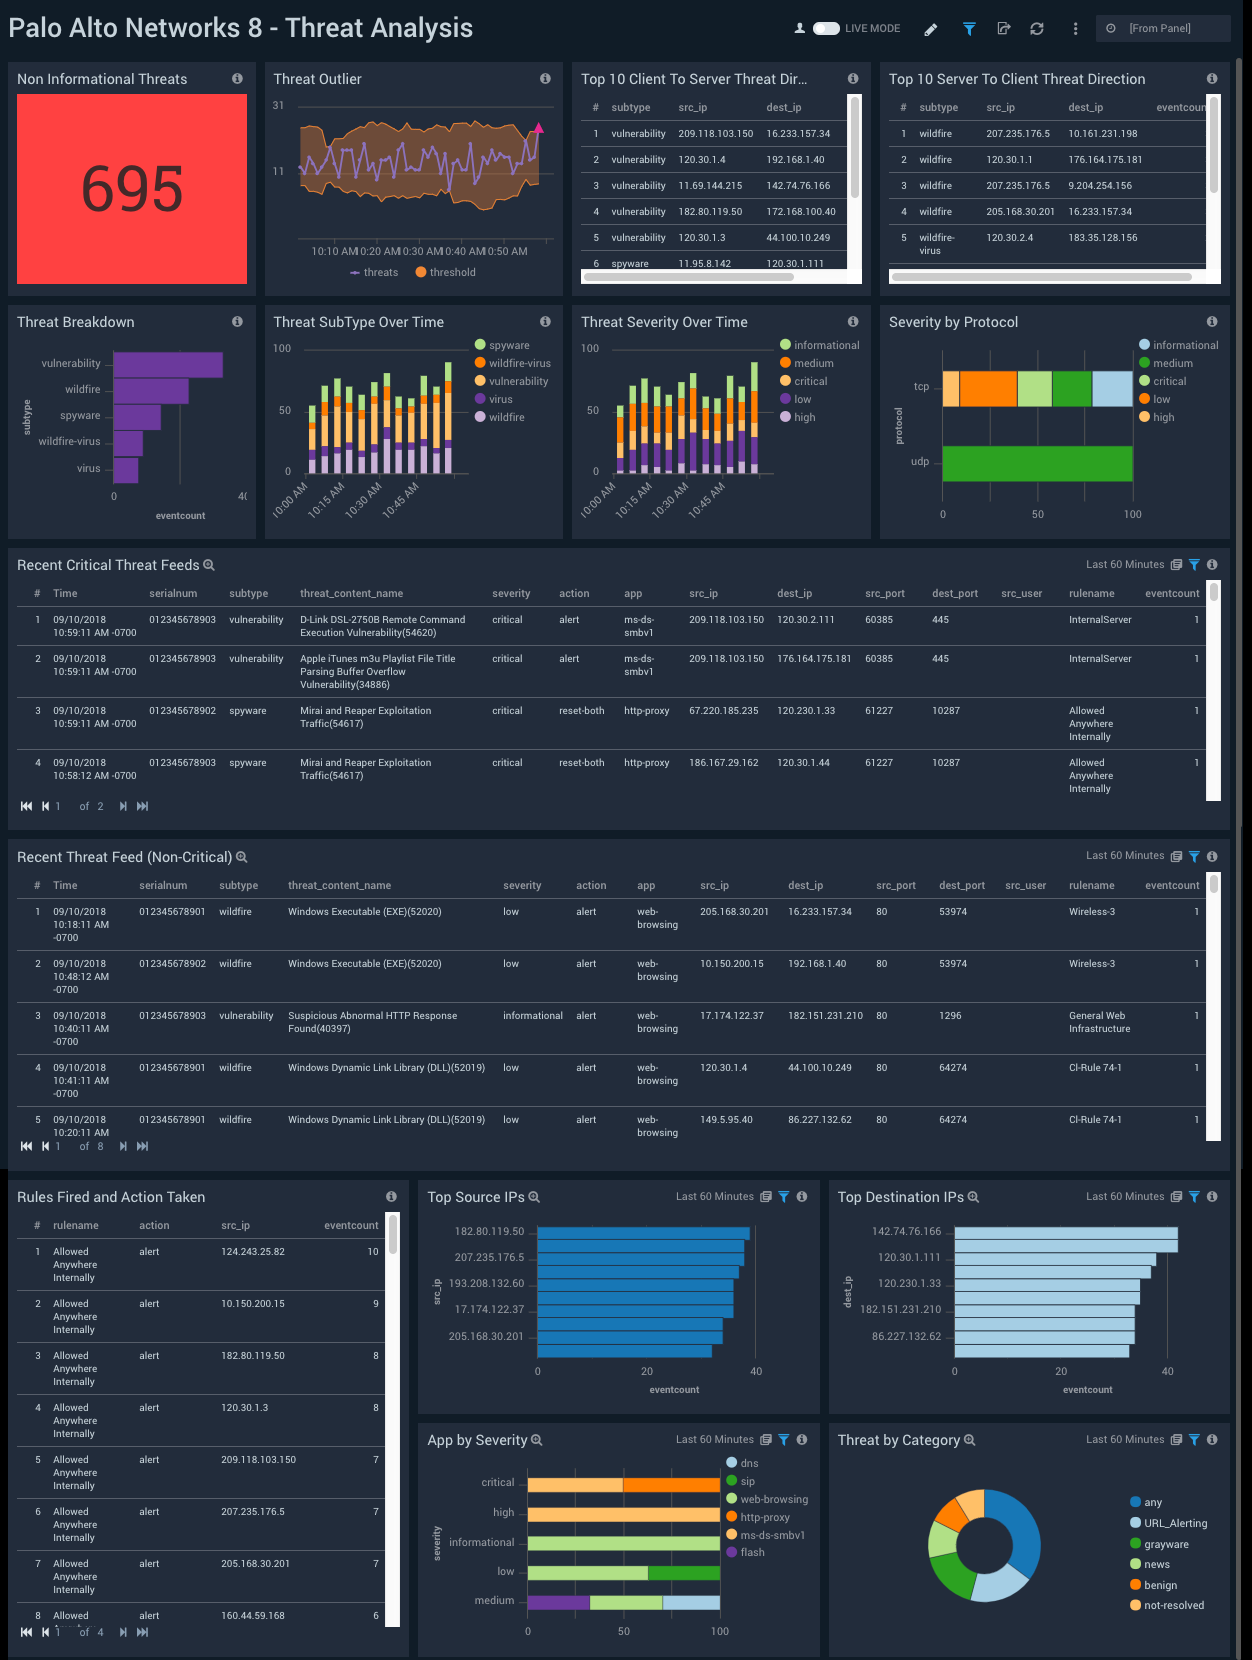 Palo Alto Networks 8 - Threat Analysis
LIVE MODE
[From Panel]
Non Informational Threats
695
Threat Outlier
31
11
10:10 AM 10:20 AM 10:30 AM 10:40 AM 10:50 AM
threats threshold
Top 10 Client To Server Threat Dir...
# subtype src_ip dest_ip
1 vulnerability 209.118.103.150 16.233.157.34
2 vulnerability 120.30.1.4 192.168.1.40
3 vulnerability 11.69.144.215 142.74.76.166
4 vulnerability 182.80.119.50 172.168.100.40
5 vulnerability 120.30.1.3 44.100.10.249
6 spyware 11.95.8.142 120.30.1.111
Top 10 Server To Client Threat Direction
# subtype src_ip dest_ip eventcoun
1 wildfire 207.235.176.5 10.161.231.198
2 wildfire 120.30.1.1 176.164.175.181
3 wildfire 207.235.176.5 9.204.254.156
4 wildfire 205.168.30.201 16.233.157.34
5 wildfire- 120.30.2.4 183.35.128.156
virus
Threat Breakdown
subtype
vulnerability
wildfire
spyware
wildfire-virus
virus
0 40
eventcount
Threat SubType Over Time
100
50
0
10:00 AM 10:15 AM 10:30 AM 10:45 AM
spyware
wildfire-virus
vulnerability
virus
wildfire
Threat Severity Over Time
100
50
0
10:00 AM 10:15 AM 10:30 AM 10:45 AM
informational
medium
critical
low
high
Severity by Protocol
protocol
tcp
udp
0 50 100
informational
medium
critical
low
high
Recent Critical Threat Feeds
Last 60 Minutes
# Time serialnum subtype threat_content_name severity action app src_ip dest_ip src_port dest_port src_user rulename eventcount
1 09/10/2018 012345678903 vulnerability D-Link DSL-2750B Remote Command critical alert ms-ds- 209.118.103.150 120.30.2.111 60385 445 InternalServer 1
10:59:11 AM -0700 Execution Vulnerability(54620) smbv1
2 09/10/2018 012345678903 vulnerability Apple iTunes m3u Playlist File Title critical alert ms-ds- 209.118.103.150 176.164.175.181 60385 445 InternalServer 1
10:59:11 AM -0700 Parsing Buffer Overflow smbv1
Vulnerability(34886)
3 09/10/2018 012345678902 spyware Mirai and Reaper Exploitation critical reset-both http-proxy 67.220.185.235 120.230.1.33 61227 10287 Allowed 1
10:59:11 AM -0700 Traffic(54617) Anywhere
Internally
4 09/10/2018 012345678903 spyware Mirai and Reaper Exploitation critical reset-both http-proxy 186.167.29.162 120.30.1.44 61227 10287 Allowed 1
10:58:12 AM -0700 Traffic(54617) Anywhere
Internally
1 of 2
Recent Threat Feed (Non-Critical)
Last 60 Minutes
# Time serialnum subtype threat_content_name severity action app src_ip dest_ip src_port dest_port src_user rulename eventcount
1 09/10/2018 012345678901 wildfire Windows Executable (EXE)(52020) low alert web- 205.168.30.201 16.233.157.34 80 53974 Wireless-3 1
10:18:11 AM browsing
-0700
2 09/10/2018 012345678902 wildfire Windows Executable (EXE)(52020) low alert web- 10.150.200.15 192.168.1.40 80 53974 Wireless-3 1
10:48:12 AM browsing
-0700
3 09/10/2018 012345678903 vulnerability Suspicious Abnormal HTTP Response informational alert web- 17.174.122.37 182.151.231.210 80 1296 General Web 1
10:40:11 AM Found(40397) browsing Infrastructure
-0700
4 09/10/2018 012345678901 wildfire Windows Dynamic Link Library (DLL)(52019) low alert web- 120.30.1.4 44.100.10.249 80 64274 CI-Rule 74-1 1
10:41:11 AM browsing
-0700
5 09/10/2018 012345678901 wildfire Windows Dynamic Link Library (DLL)(52019) low alert web- 149.5.95.40 86.227.132.62 80 64274 CI-Rule 74-1 1
10:20:11 AM browsing
1 of 8
Rules Fired and Action Taken
# rulename action src_ip eventcount
1 Allowed alert 124.243.25.82 10
Anywhere
Internally
2 Allowed alert 10.150.200.15 9
Anywhere
Internally
3 Allowed alert 182.80.119.50 8
Anywhere
Internally
4 Allowed alert 120.30.1.3 8
Anywhere
Internally
5 Allowed alert 209.118.103.150 7
Anywhere
Internally
6 Allowed alert 207.235.176.5 7
Anywhere
Internally
7 Allowed alert 205.168.30.201 7
Anywhere
Internally
8 Allowed alert 160.44.59.168 6
1 of 4
Top Source IPs
Last 60 Minutes
src_ip
182.80.119.50
207.235.176.5
193.208.132.60
17.174.122.37
205.168.30.201
0 20 40
eventcount
Top Destination IPs
Last 60 Minutes
dest_ip
142.74.76.166
120.30.1.111
120.230.1.33
182.151.231.210
86.227.132.62
0 20 40
eventcount
App by Severity
Last 60 Minutes
severity
critical
high
informational
low
medium
0 50 100
dns
sip
web-browsing
http-proxy
ms-ds-smbv1
flash
Threat by Category
Last 60 Minutes
any
URL_Alerting
grayware
news
benign
not-resolved